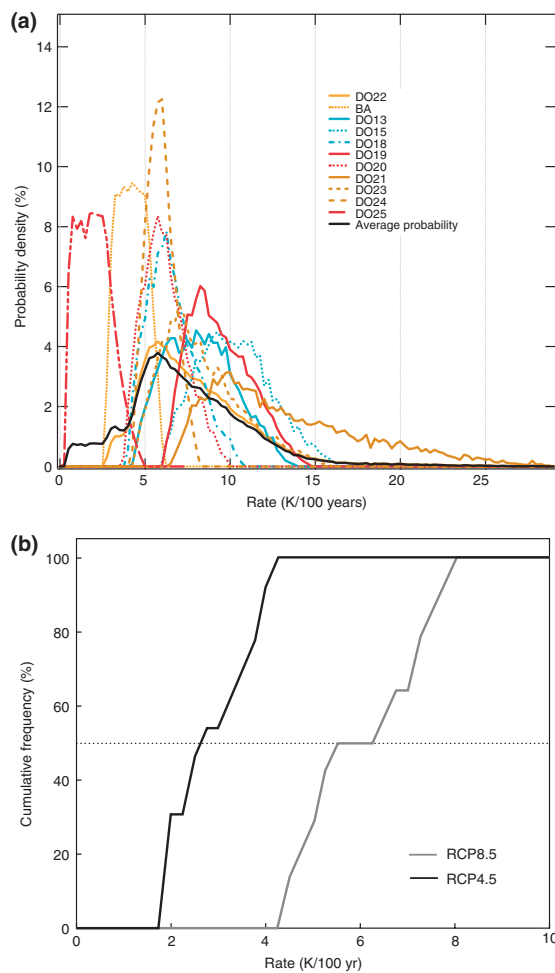 (a)
14
12
10
8
6
4
2
0
Probability density (%)
DO22
BA
DO13
DO15
DO18
DO19
DO20
DO21
DO23
DO24
DO25
Average probability
0 5 10 15 20 25
Rate (K/100 years)
(b)
100
80
60
40
20
0
Cumulative frequency (%)
RCP8.5
RCP4.5
0 2 4 6 8 10
Rate (K/100 yr)